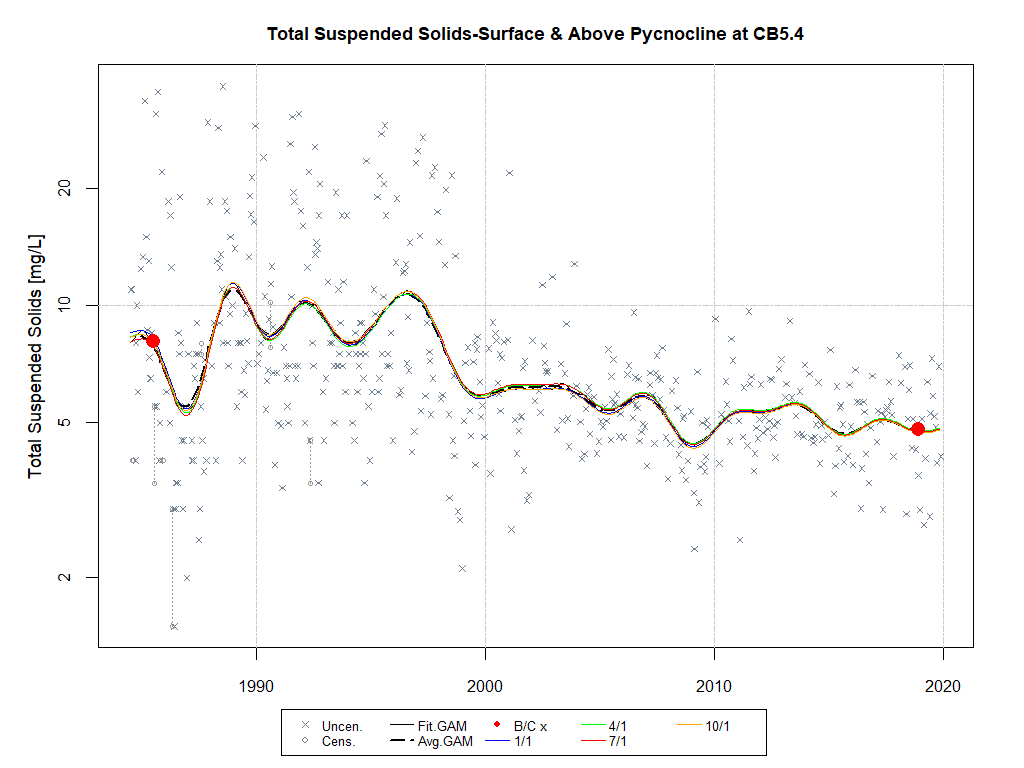 Total Suspended Solids-Surface & Above Pycnocline at CB5.4
Total Suspended Solids [mg/L]
20
10
5
2
1990 2000 2010 2020
Uncen. Fit.GAM B/C x 4/1 10/1
Cens. Avg.GAM 1/1 7/1